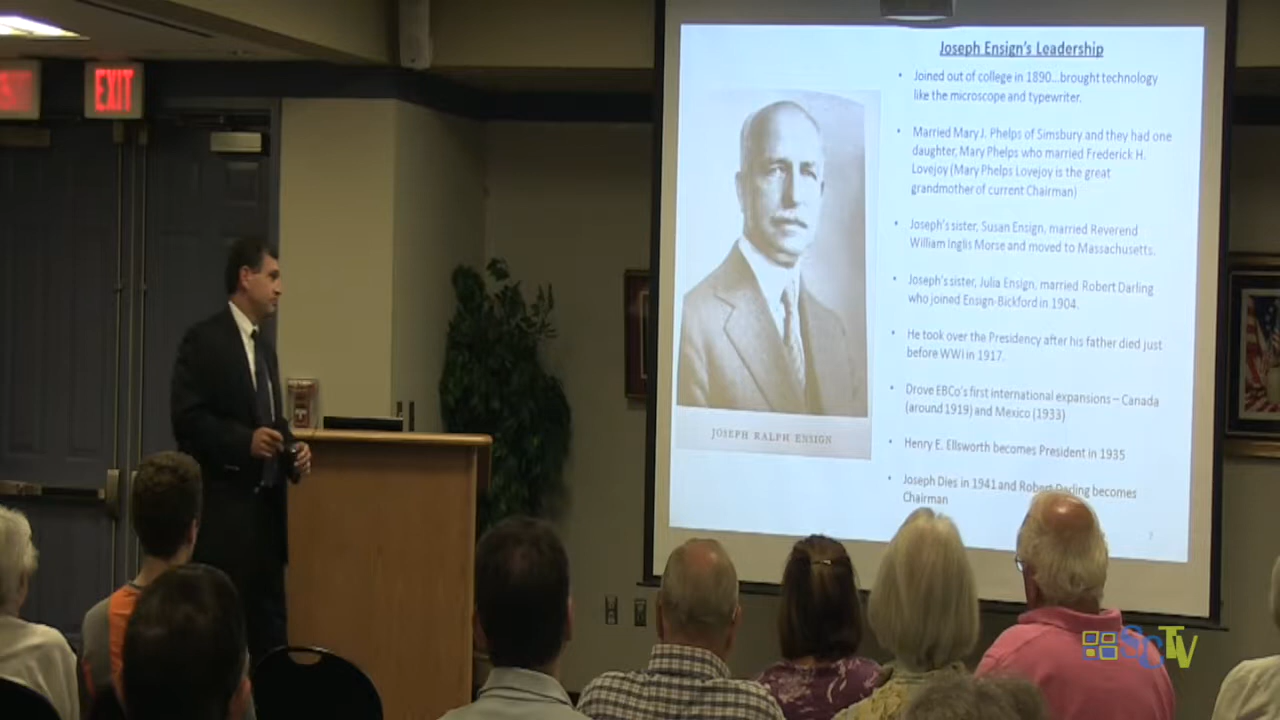 EXIT
Joseph Ensign's Leadership
• Joined out of college in 1890...brought technology
like the microscope and typewriter.
• Married Mary J. Phelps of Simsbury and they had one
daughter, Mary Phelps who married Frederick H.
Lovejoy (Mary Phelps Lovejoy is the great
grandmother of current Chairman)
• Joseph's sister, Susan Ensign, married Reverend
William Inglis Morse and moved to Massachusetts.
• Joseph's sister, Julia Ensign, married Robert Darling
who joined Ensign-Bickford in 1904.
• He took over the Presidency after his father died just
before WWI in 1917.
• Drove EBCo's first international expansions – Canada
(around 1919) and Mexico (1933)
• Henry E. Ellsworth becomes President in 1935
• Joseph Dies in 1941 and Robert Darling becomes
Chairman
7
JOSEPH RALPH ENSIGN
SCTV